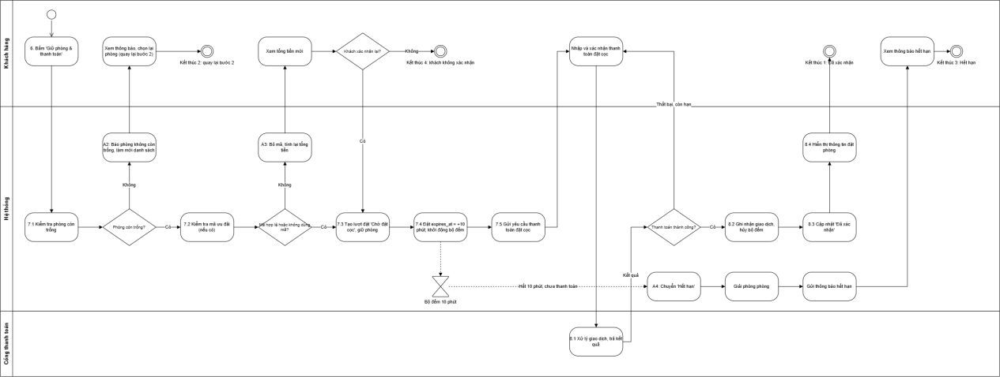 Khách hàng
6. Bấm 'Giữ phòng &
thanh toán'
Xem thông báo, chọn lại
phòng (quay lại bước 2)
Kết thúc 2: quay lại bước 2
Xem tổng tiền mới
Khách xác nhận lại?
Không
Kết thúc 4: khách không xác nhận
Nhập và xác nhận thanh
toán đặt cọc
Kết thúc 1: Đã xác nhận
Xem thông báo hết hạn
Kết thúc 3: Hết hạn
Thất bại, còn hạn
Hệ thống
A2: Báo phòng không còn
trống, làm mới danh sách
A3: Bỏ mã, tính lại tổng
tiền
Có
8.4 Hiển thị thông tin đặt
phòng
Không
Không
7.1 Kiểm tra phòng còn
trống
Phòng còn trống?
Có
7.2 Kiểm tra mã ưu đãi
(nếu có)
Mã hợp lệ hoặc không dùng
mã?
Có
7.3 Tạo lượt đặt 'Chờ đặt
cọc', giữ phòng
7.4 Đặt expires_at = +10
phút, khởi động bộ đếm
7.5 Gửi yêu cầu thanh
toán đặt cọc
Thanh toán thành công?
Có
8.2 Ghi nhận giao dịch,
hủy bộ đếm
8.3 Cập nhật 'Đã xác
nhận'
Kết quả
Hết 10 phút, chưa thanh toán
Bộ đếm 10 phút
A4: Chuyển 'Hết hạn'
Giải phóng phòng
Gửi thông báo hết hạn
Cổng thanh toán
8.1 Xử lý giao dịch, trả kết
quả